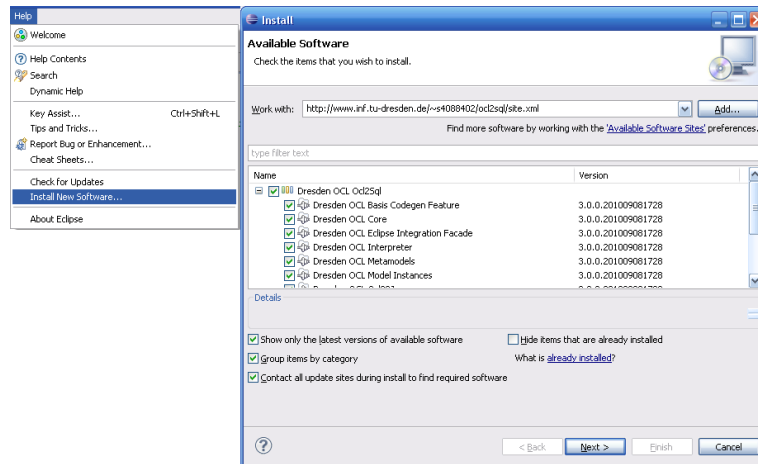 Help
Welcome
Help Contents
Search
Dynamic Help
Key Assist... Ctrl+Shift+L
Tips and Tricks...
Report Bug or Enhancement...
Cheat Sheets...
Check for Updates
Install New Software...
About Eclipse
Install
Available Software
Check the items that you wish to install.
Work with: http://www.inf.tu-dresden.de/~s4088402/ocl2sql/site.xml Add...
Find more software by working with the 'Available Software Sites' preferences.
type filter text
Name Version
Dresden OCL Ocl2Sql
Dresden OCL Basis Codegen Feature 3.0.0.201009081728
Dresden OCL Core 3.0.0.201009081728
Dresden OCL Eclipse Integration Facade 3.0.0.201009081728
Dresden OCL Interpreter 3.0.0.201009081728
Dresden OCL Metamodels 3.0.0.201009081728
Dresden OCL Model Instances 3.0.0.201009081728
Details
Show only the latest versions of available software Hide items that are already installed
Group items by category What is already installed?
Contact all update sites during install to find required software
< Back Next > Finish Cancel